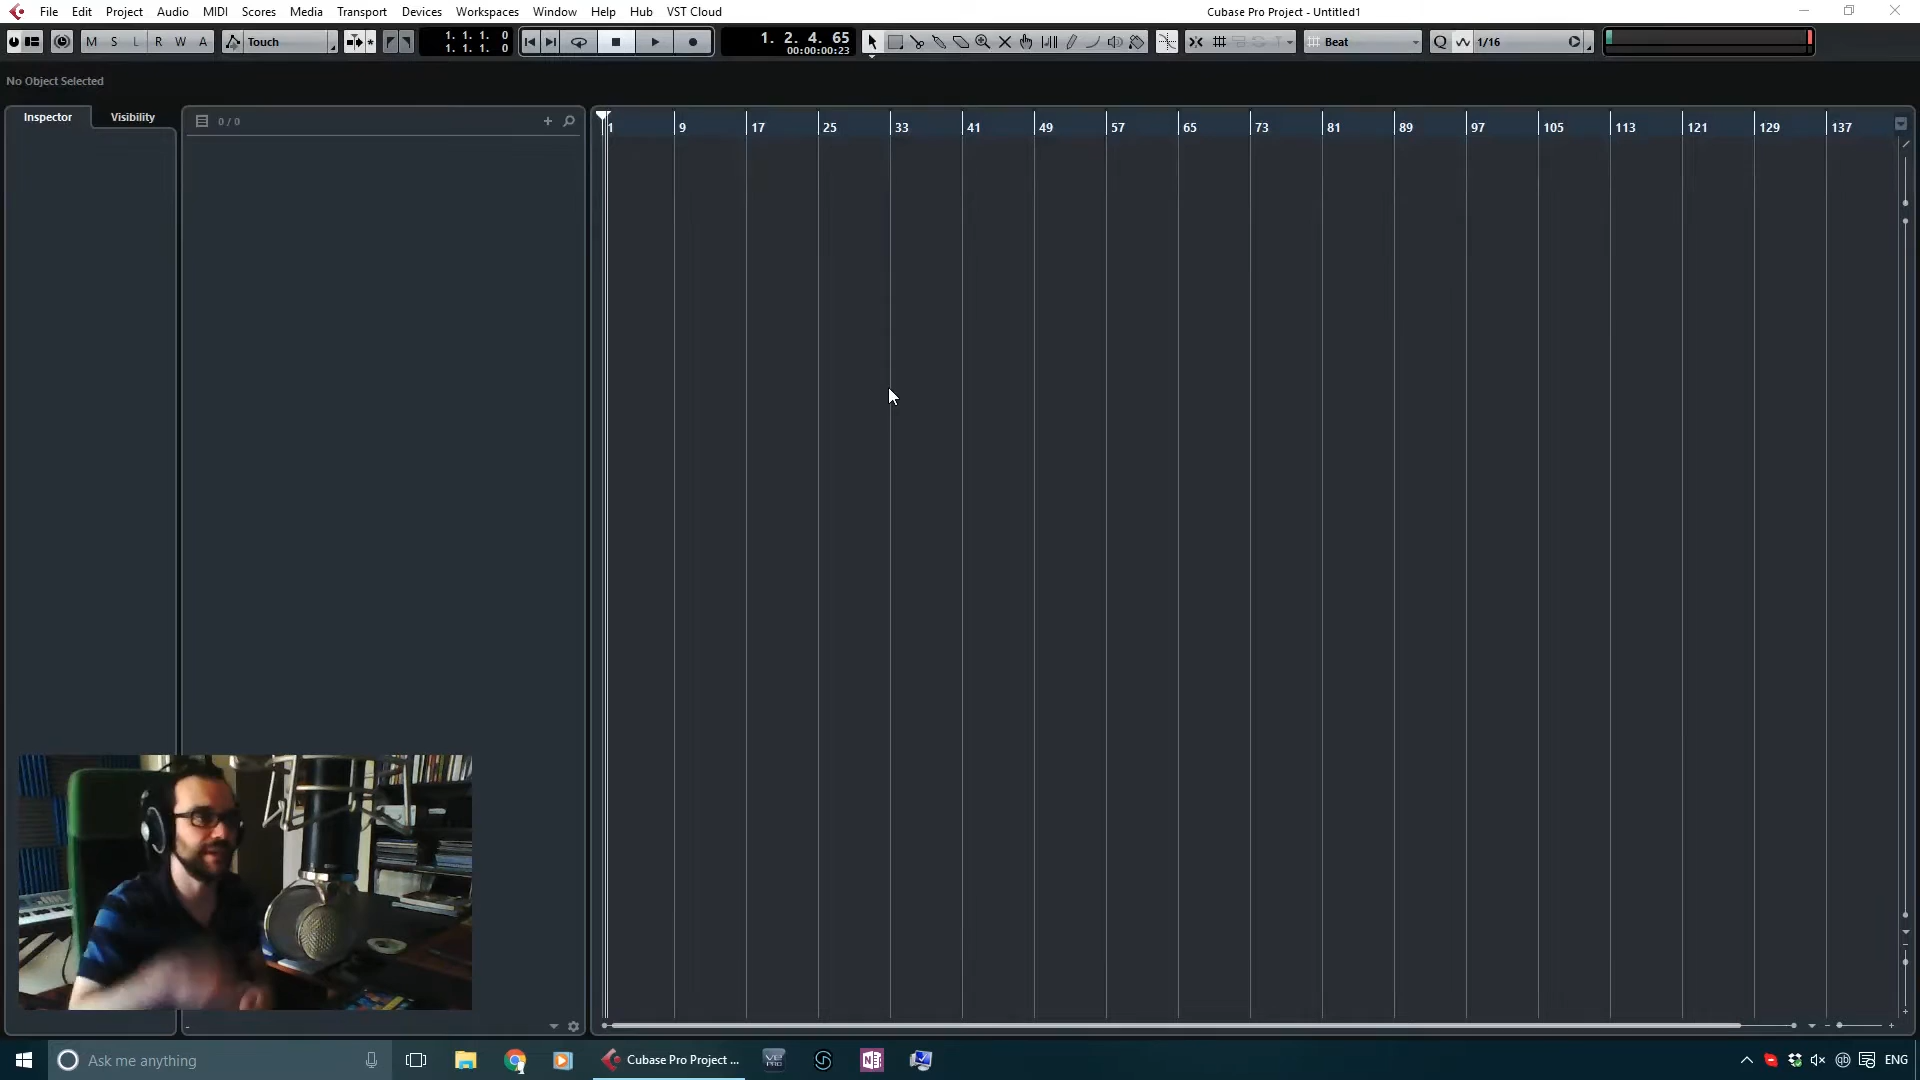 File Edit Project Audio MIDI Scores Media Transport Devices Workspaces Window Help Hub VST Cloud Cubase Pro Project - Untitled1
M S L R W A Touch 1. 1. 1. 0 1. 2. 4. 65 Beat Q 1/16
1. 1. 1. 0 00:00:00:23
No Object Selected
Inspector Visibility 0 / 0
1 9 17 25 33 41 49 57 65 73 81 89 97 105 113 121 129 137
Ask me anything Cubase Pro Project ... ENG